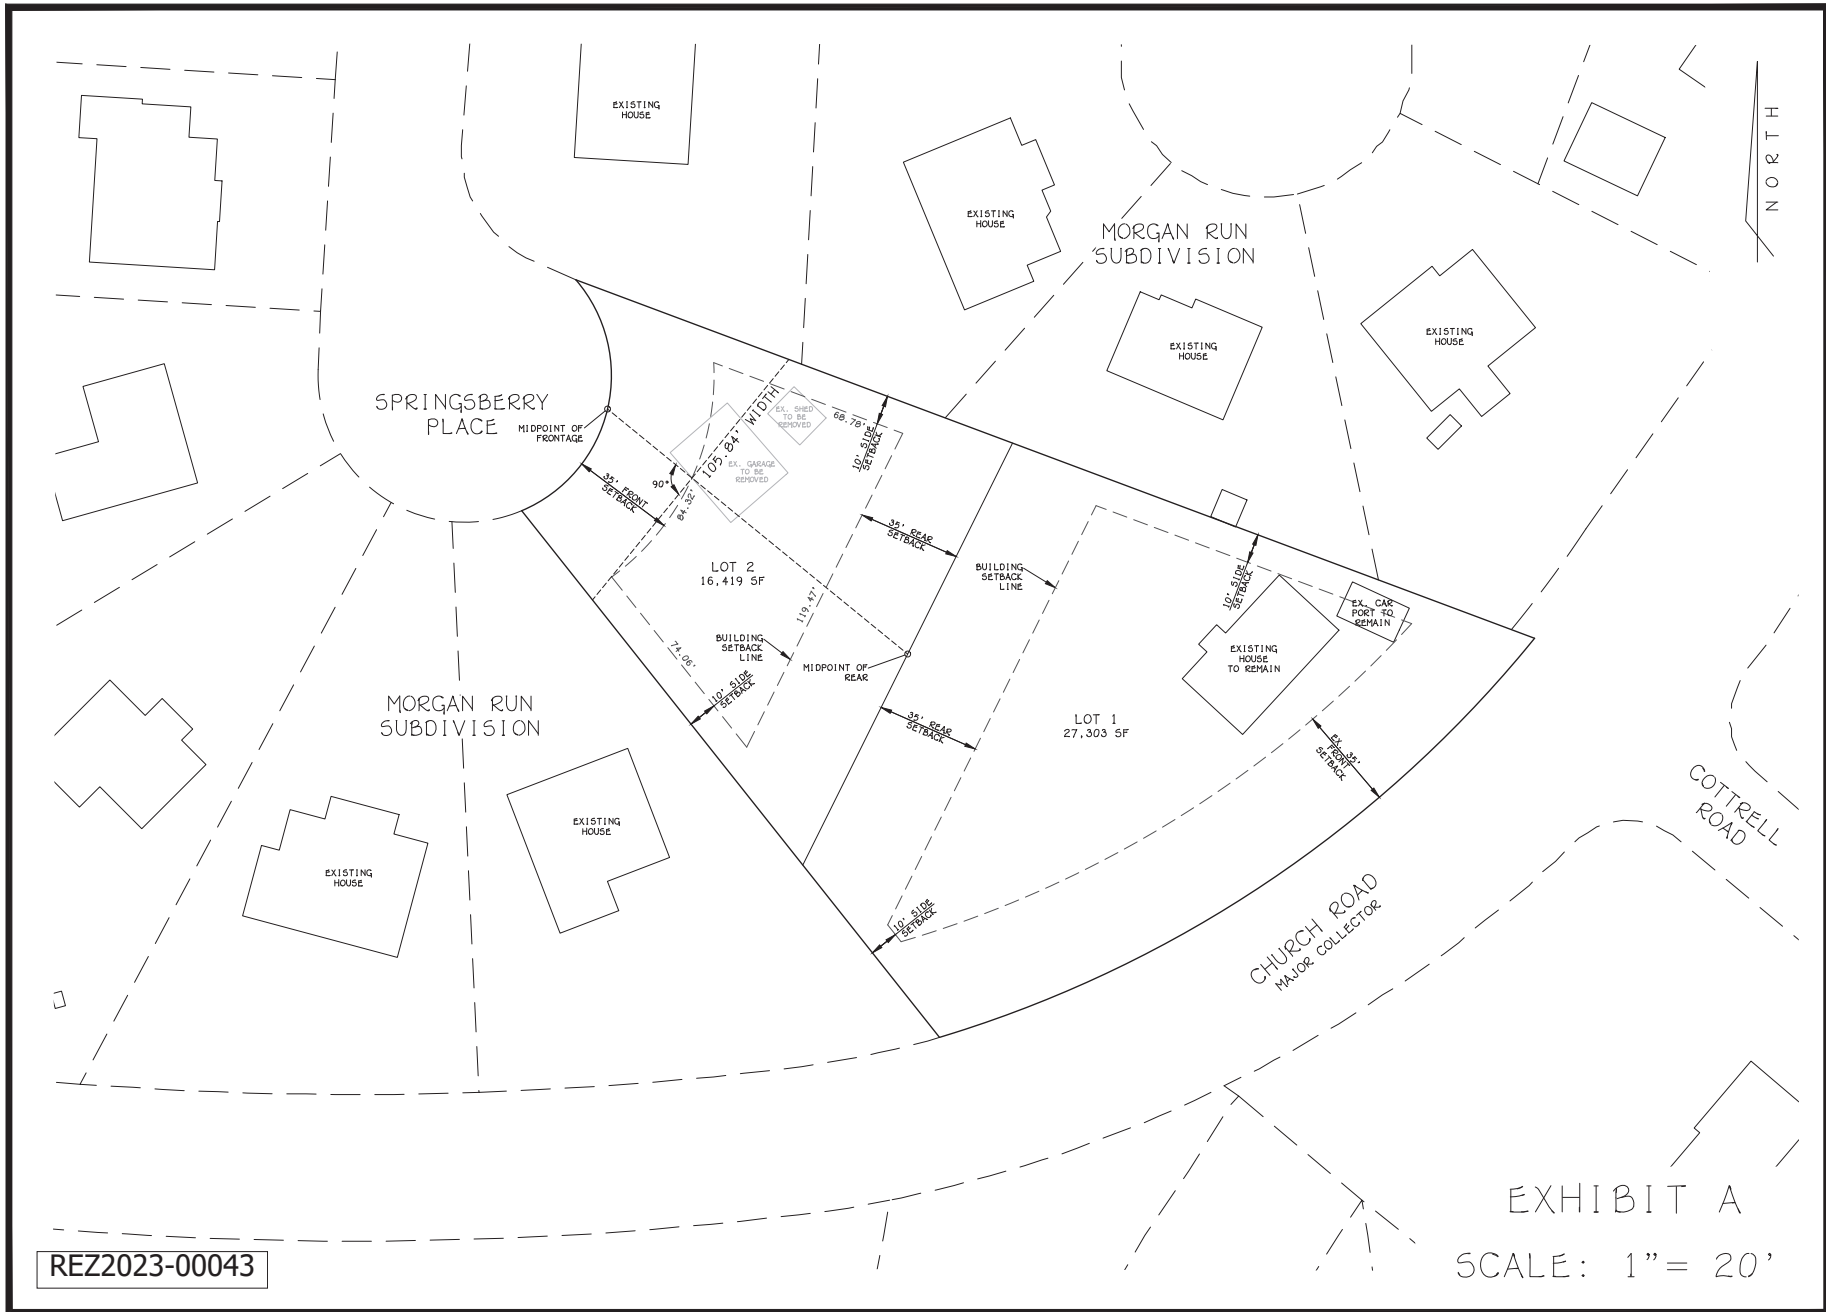 EXISTING
HOUSE
NORTH
EXISTING
HOUSE
MORGAN RUN
SUBDIVISION
EXISTING
HOUSE
EXISTING
HOUSE
SPRINGSBERRY
PLACE
MIDPOINT OF
FRONTAGE
105.84' WIDTH
EX. SHED
TO BE
REMOVED
68.78'
10' SIDE
SETBACK
EX. GARAGE
TO BE
REMOVED
90°
84.32'
35' FRONT
SETBACK
35' REAR
SETBACK
LOT 2
16,419 SF
BUILDING
SETBACK
LINE
10' SIDE
SETBACK
EX. CAR
PORT TO
REMAIN
119.47'
74.06'
BUILDING
SETBACK
LINE
MIDPOINT OF
REAR
EXISTING
HOUSE
TO REMAIN
10' SIDE
SETBACK
MORGAN RUN
SUBDIVISION
35' REAR
SETBACK
LOT 1
27,303 SF
EX. 35'
FRONT
SETBACK
COTTRELL
ROAD
EXISTING
HOUSE
EXISTING
HOUSE
10' SIDE
SETBACK
CHURCH ROAD
MAJOR COLLECTOR
EXHIBIT A
SCALE: 1"= 20'
REZ2023-00043